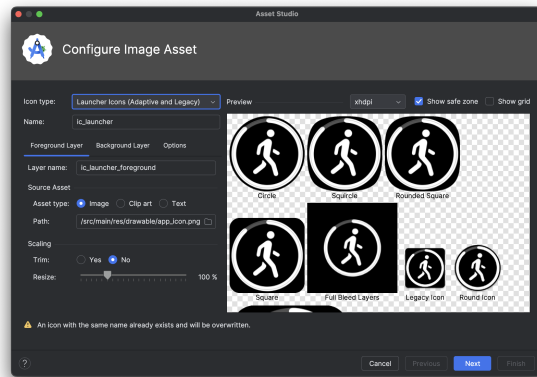 Asset Studio
Configure Image Asset
Icon type: Launcher Icons (Adaptive and Legacy)
Name: ic_launcher
Foreground Layer Background Layer Options
Layer name: ic_launcher_foreground
Source Asset
Asset type: Image Clip art Text
Path: /src/main/res/drawable/app_icon.png
Scaling
Trim: Yes No
Resize: 100 %
Preview xhdpi Show safe zone Show grid
Circle Squircle Rounded Square
Square Full Bleed Layers Legacy Icon Round Icon
An icon with the same name already exists and will be overwritten.
? Cancel Previous Next Finish